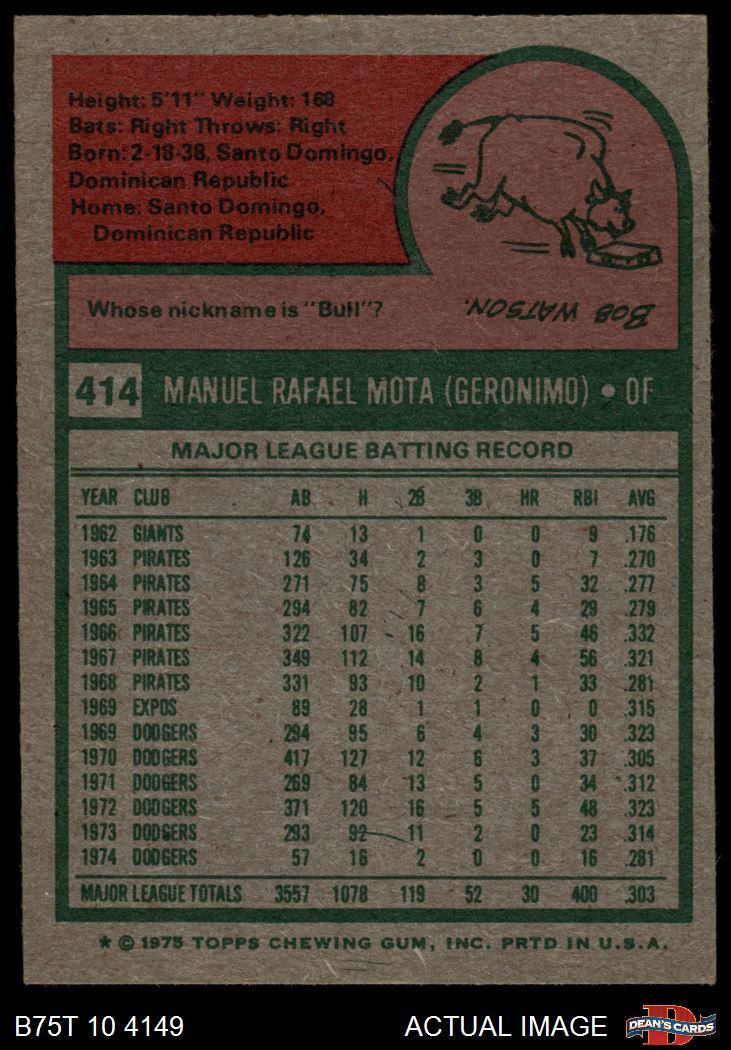 Height: 5'11" Weight: 168
Bats: Right Throws: Right
Born: 2-18-38, Santo Domingo,
Dominican Republic
Home: Santo Domingo,
Dominican Republic
Whose nickname is "Bull"?
BOB WATSON.
414 MANUEL RAFAEL MOTA (GERONIMO) • OF
MAJOR LEAGUE BATTING RECORD
YEAR CLUB AB H 2B 3B HR RBI AVG
1962 GIANTS 74 13 1 0 0 9 .176
1963 PIRATES 126 34 2 3 0 7 .270
1964 PIRATES 271 75 8 3 5 32 .277
1965 PIRATES 294 82 7 6 4 29 .279
1966 PIRATES 322 107 16 7 5 46 .332
1967 PIRATES 349 112 14 8 4 56 .321
1968 PIRATES 331 93 10 2 1 33 .281
1969 EXPOS 89 28 1 1 0 0 .315
1969 DODGERS 294 95 6 4 3 30 .323
1970 DODGERS 417 127 12 6 3 37 .305
1971 DODGERS 269 84 13 5 0 34 .312
1972 DODGERS 371 120 16 5 5 48 .323
1973 DODGERS 293 92 11 2 0 23 .314
1974 DODGERS 57 16 2 0 0 16 .281
MAJOR LEAGUE TOTALS 3557 1078 119 52 30 400 .303
* © 1975 TOPPS CHEWING GUM, INC. PRTD IN U.S.A.
B75T 10 4149 ACTUAL IMAGE DEAN'S CARDS